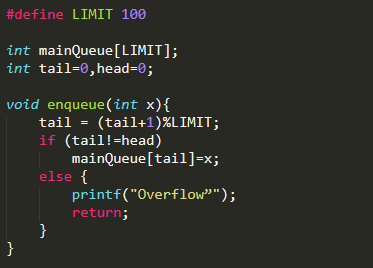 #define LIMIT 100
int mainQueue[LIMIT];
int tail=0,head=0;
void enqueue(int x){
tail = (tail+1)%LIMIT;
if (tail!=head)
mainQueue[tail]=x;
else {
printf("Overflow”");
return;
}
}